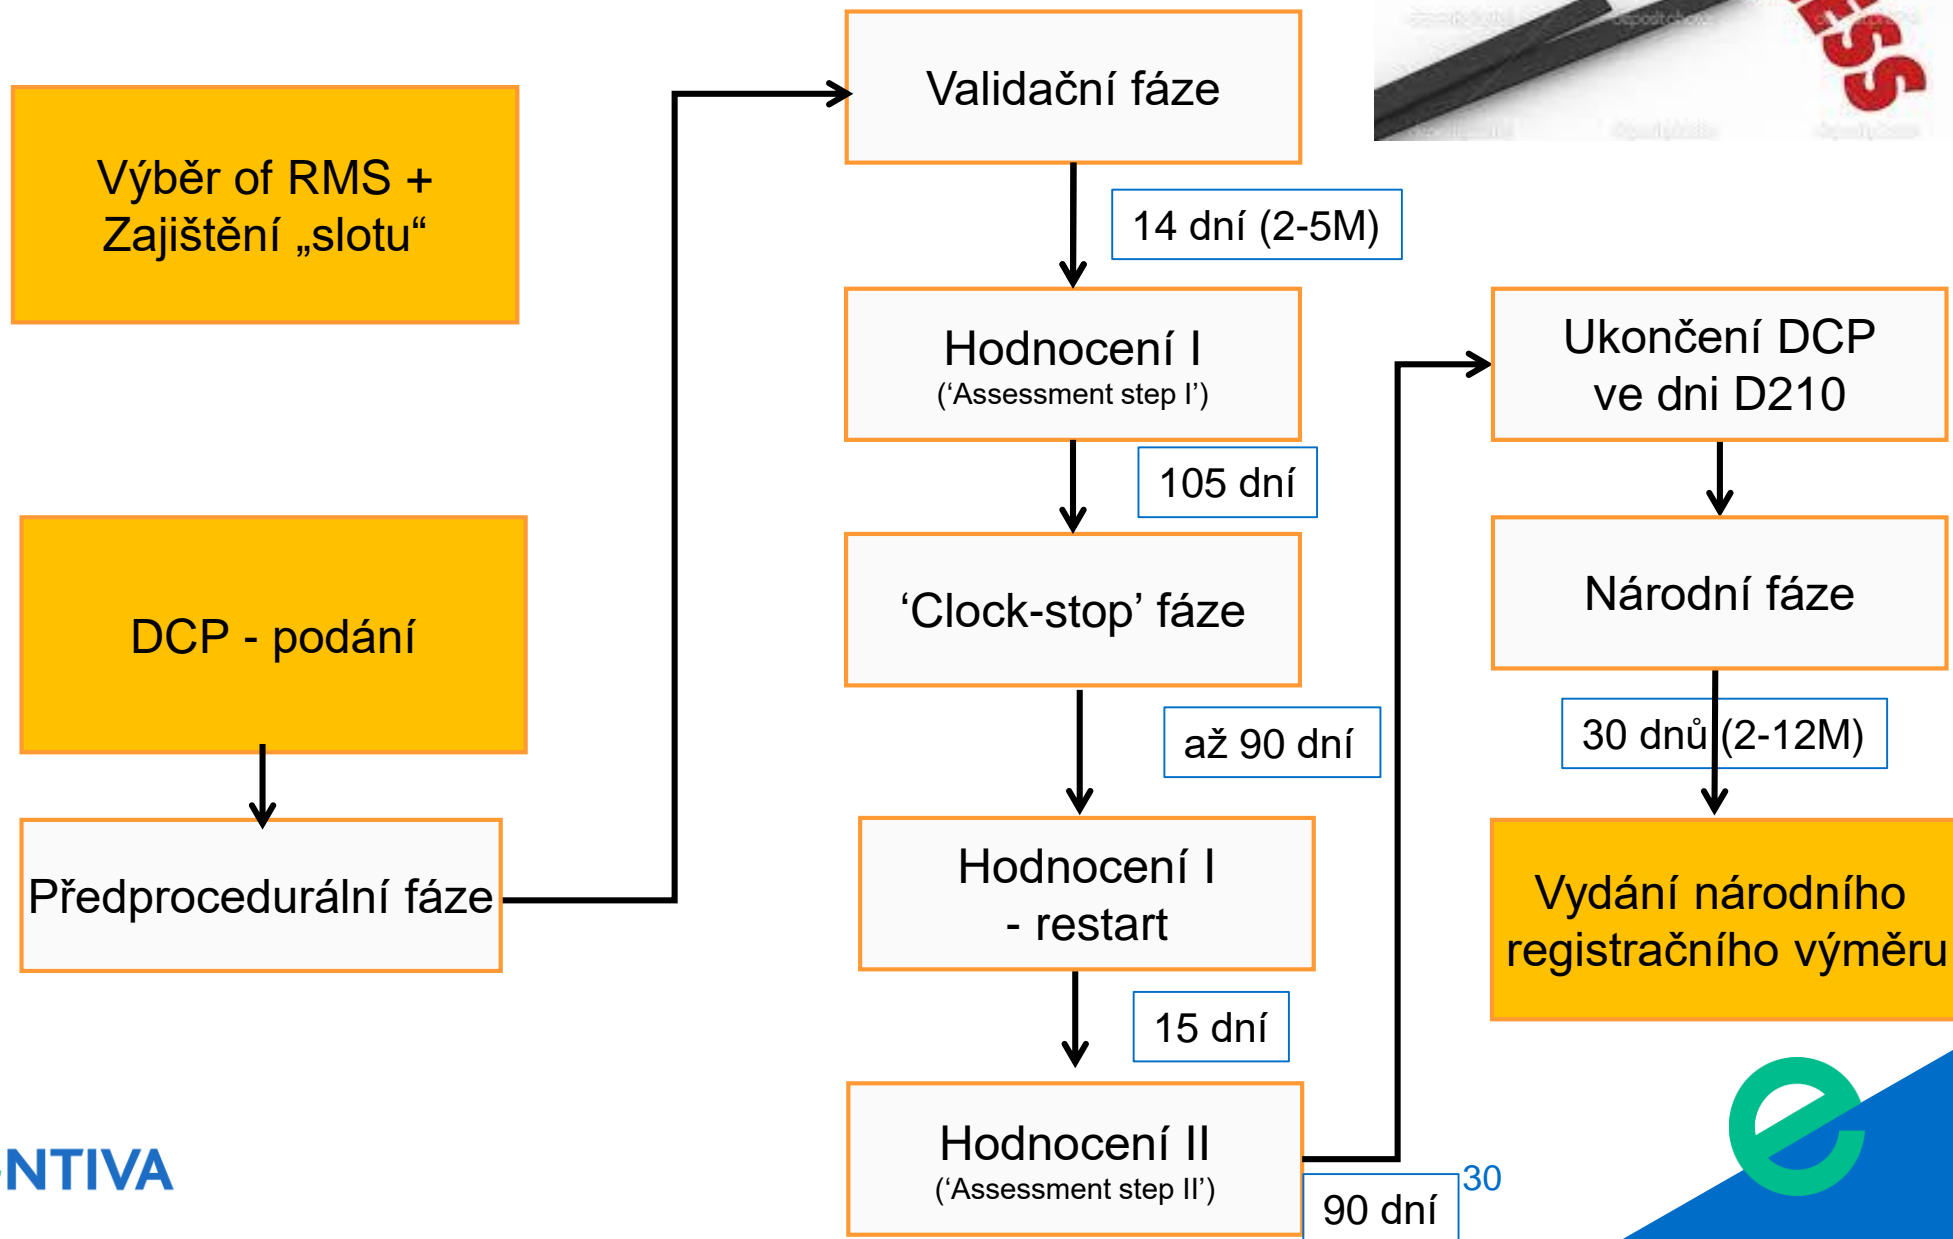 Výběr of RMS +
Zajištění „slotu“
DCP - podání
Předprocedurální fáze
Validační fáze
14 dní (2-5M)
Hodnocení I
(‘Assessment step I’)
105 dní
‘Clock-stop’ fáze
až 90 dní
Hodnocení I
- restart
15 dní
Hodnocení II
(‘Assessment step II’)
90 dní
Ukončení DCP
ve dni D210
Národní fáze
30 dnů (2-12M)
Vydání národního
registračního výměru
ESS
NTIVA
30